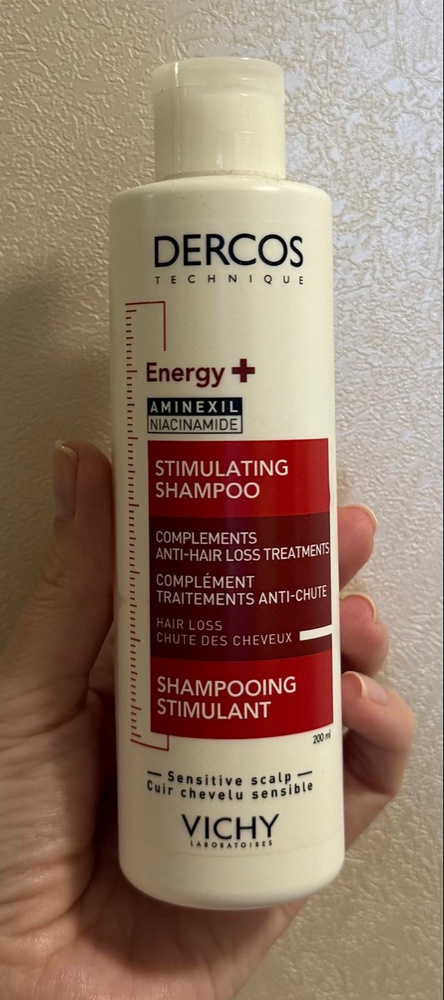 DERCOS
TECHNIQUE
Energy +
AMINEXIL
NIACINAMIDE
STIMULATING
SHAMPOO
COMPLEMENTS
ANTI-HAIR LOSS TREATMENTS
COMPLÉMENT
TRAITEMENTS ANTI-CHUTE
HAIR LOSS
CHUTE DES CHEVEUX
SHAMPOOING
STIMULANT
200 ml
— Sensitive scalp —
Cuir chevelu sensible
VICHY
LABORATOIRES